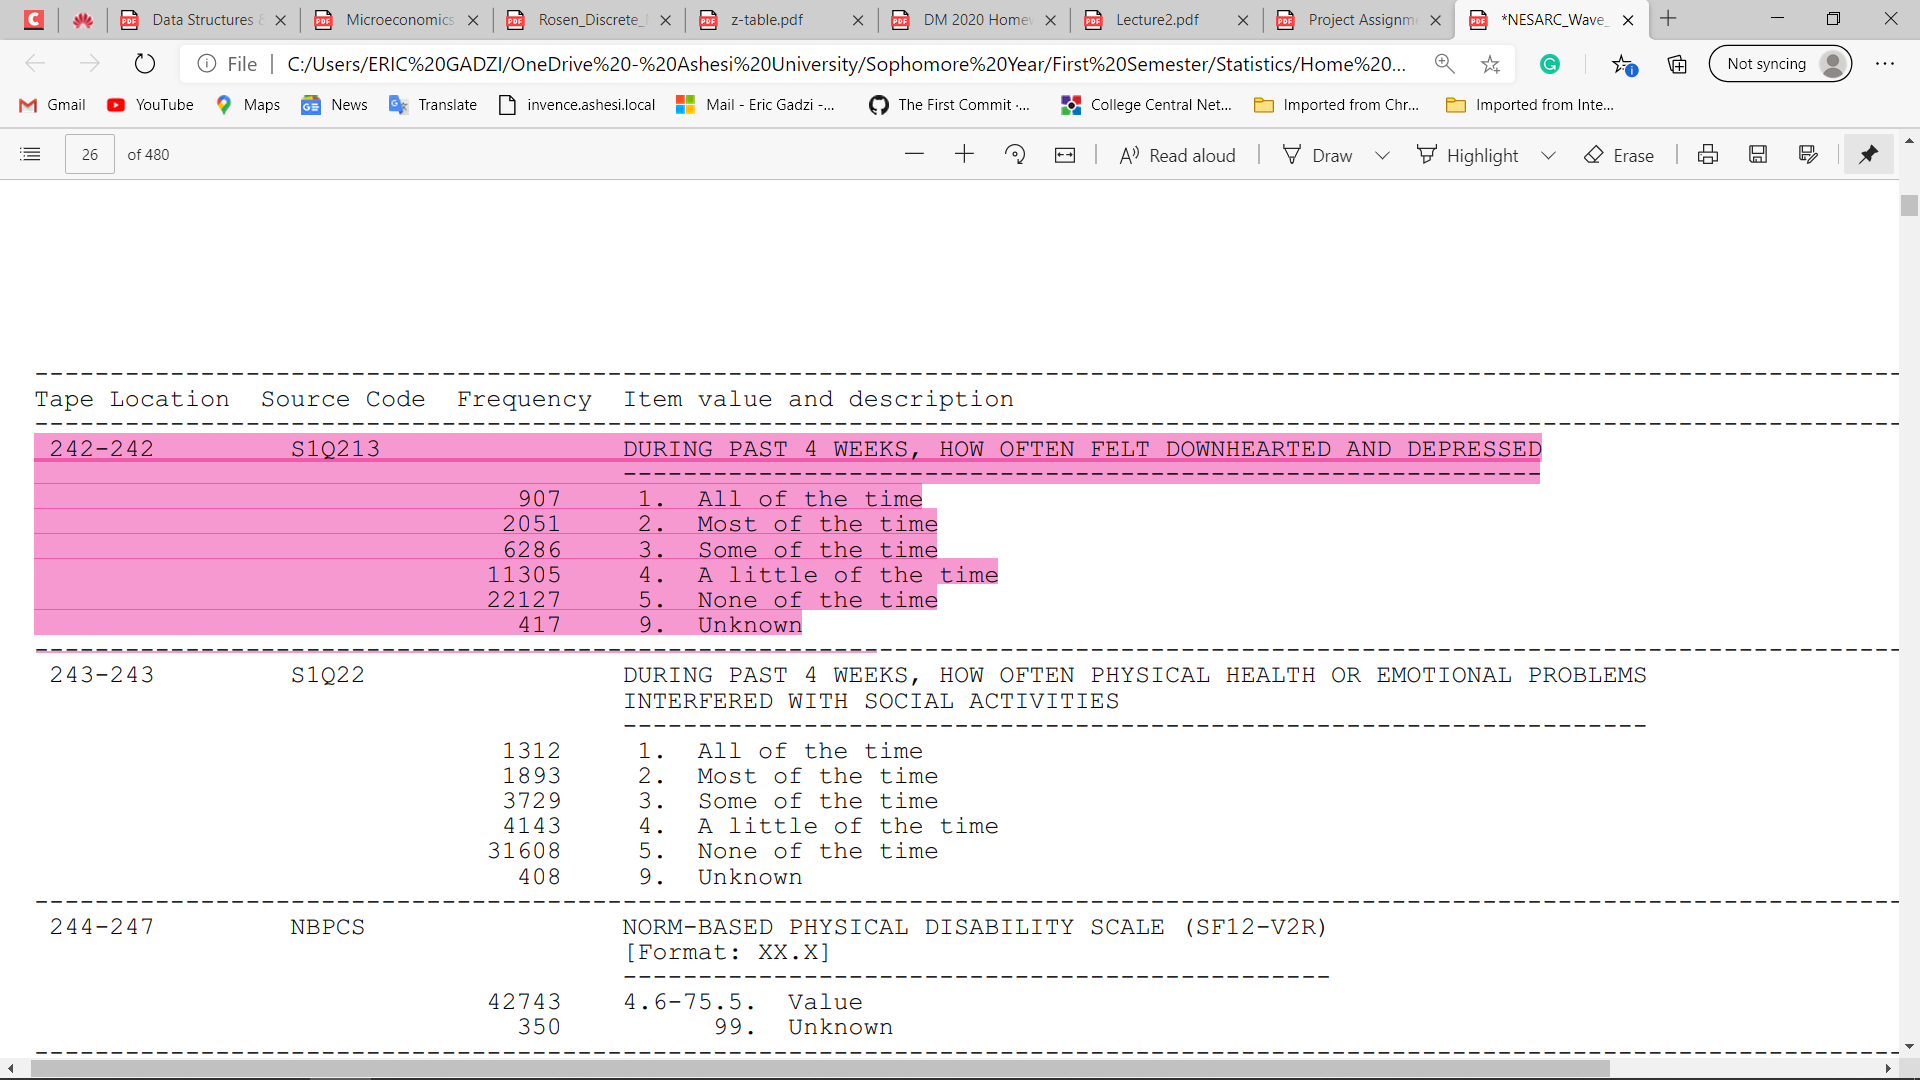 Data Structures &
Microeconomics
Rosen_Discrete_
z-table.pdf
DM 2020 Home
Lecture2.pdf
Project Assignm
*NESARC_Wave_
File
C:/Users/ERIC%20GADZI/OneDrive%20-%20Ashesi%20University/Sophomore%20Year/First%20Semester/Statistics/Home%20...
Not syncing
Gmail
YouTube
Maps
News
Translate
invence.ashesi.local
Mail - Eric Gadzi -...
The First Commit ·...
College Central Net...
Imported from Chr...
Imported from Inte...
26 of 480
Read aloud
Draw
Highlight
Erase
--------------------------------------------------------------------------------
Tape Location Source Code Frequency Item value and description
--------------------------------------------------------------------------------
242-242 S1Q213 DURING PAST 4 WEEKS, HOW OFTEN FELT DOWNHEARTED AND DEPRESSED
-------------------------------------------------------------
907 1. All of the time
2051 2. Most of the time
6286 3. Some of the time
11305 4. A little of the time
22127 5. None of the time
417 9. Unknown
--------------------------------------------------------------------------------
243-243 S1Q22 DURING PAST 4 WEEKS, HOW OFTEN PHYSICAL HEALTH OR EMOTIONAL PROBLEMS
INTERFERED WITH SOCIAL ACTIVITIES
--------------------------------------------------------------------
1312 1. All of the time
1893 2. Most of the time
3729 3. Some of the time
4143 4. A little of the time
31608 5. None of the time
408 9. Unknown
--------------------------------------------------------------------------------
244-247 NBPCS NORM-BASED PHYSICAL DISABILITY SCALE (SF12-V2R)
[Format: XX.X]
-----------------------------------------------
42743 4.6-75.5. Value
350 99. Unknown
--------------------------------------------------------------------------------